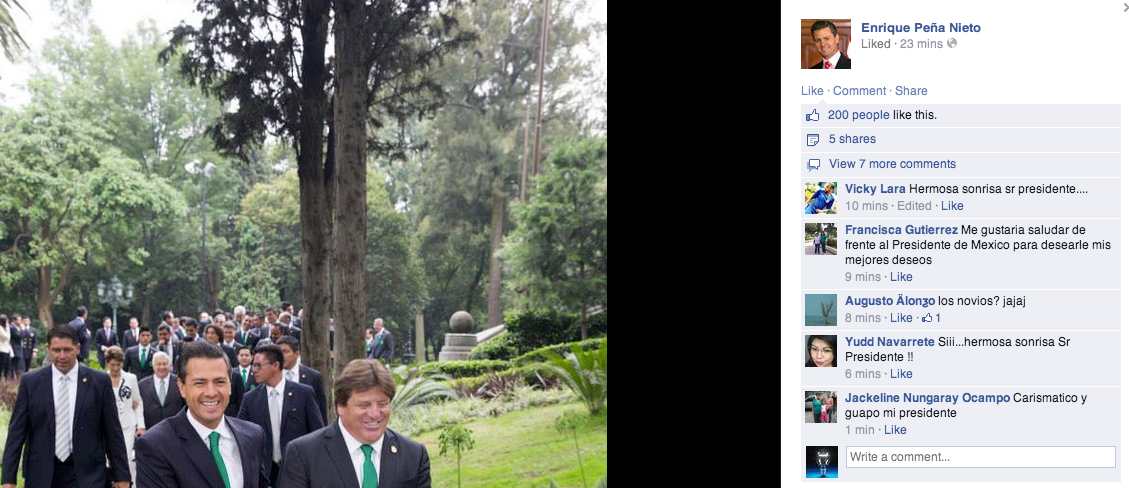 Enrique Peña Nieto
Liked · 23 mins
Like · Comment · Share
200 people like this.
5 shares
View 7 more comments
Vicky Lara Hermosa sonrisa sr presidente....
10 mins · Edited · Like
Francisca Gutierrez Me gustaria saludar de
frente al Presidente de Mexico para desearle mis
mejores deseos
9 mins · Like
Augusto Älonʒo los novios? jajaj
8 mins · Like · 1
Yudd Navarrete Siii...hermosa sonrisa Sr
Presidente !!
6 mins · Like
Jackeline Nungaray Ocampo Carismatico y
guapo mi presidente
1 min · Like
Write a comment...